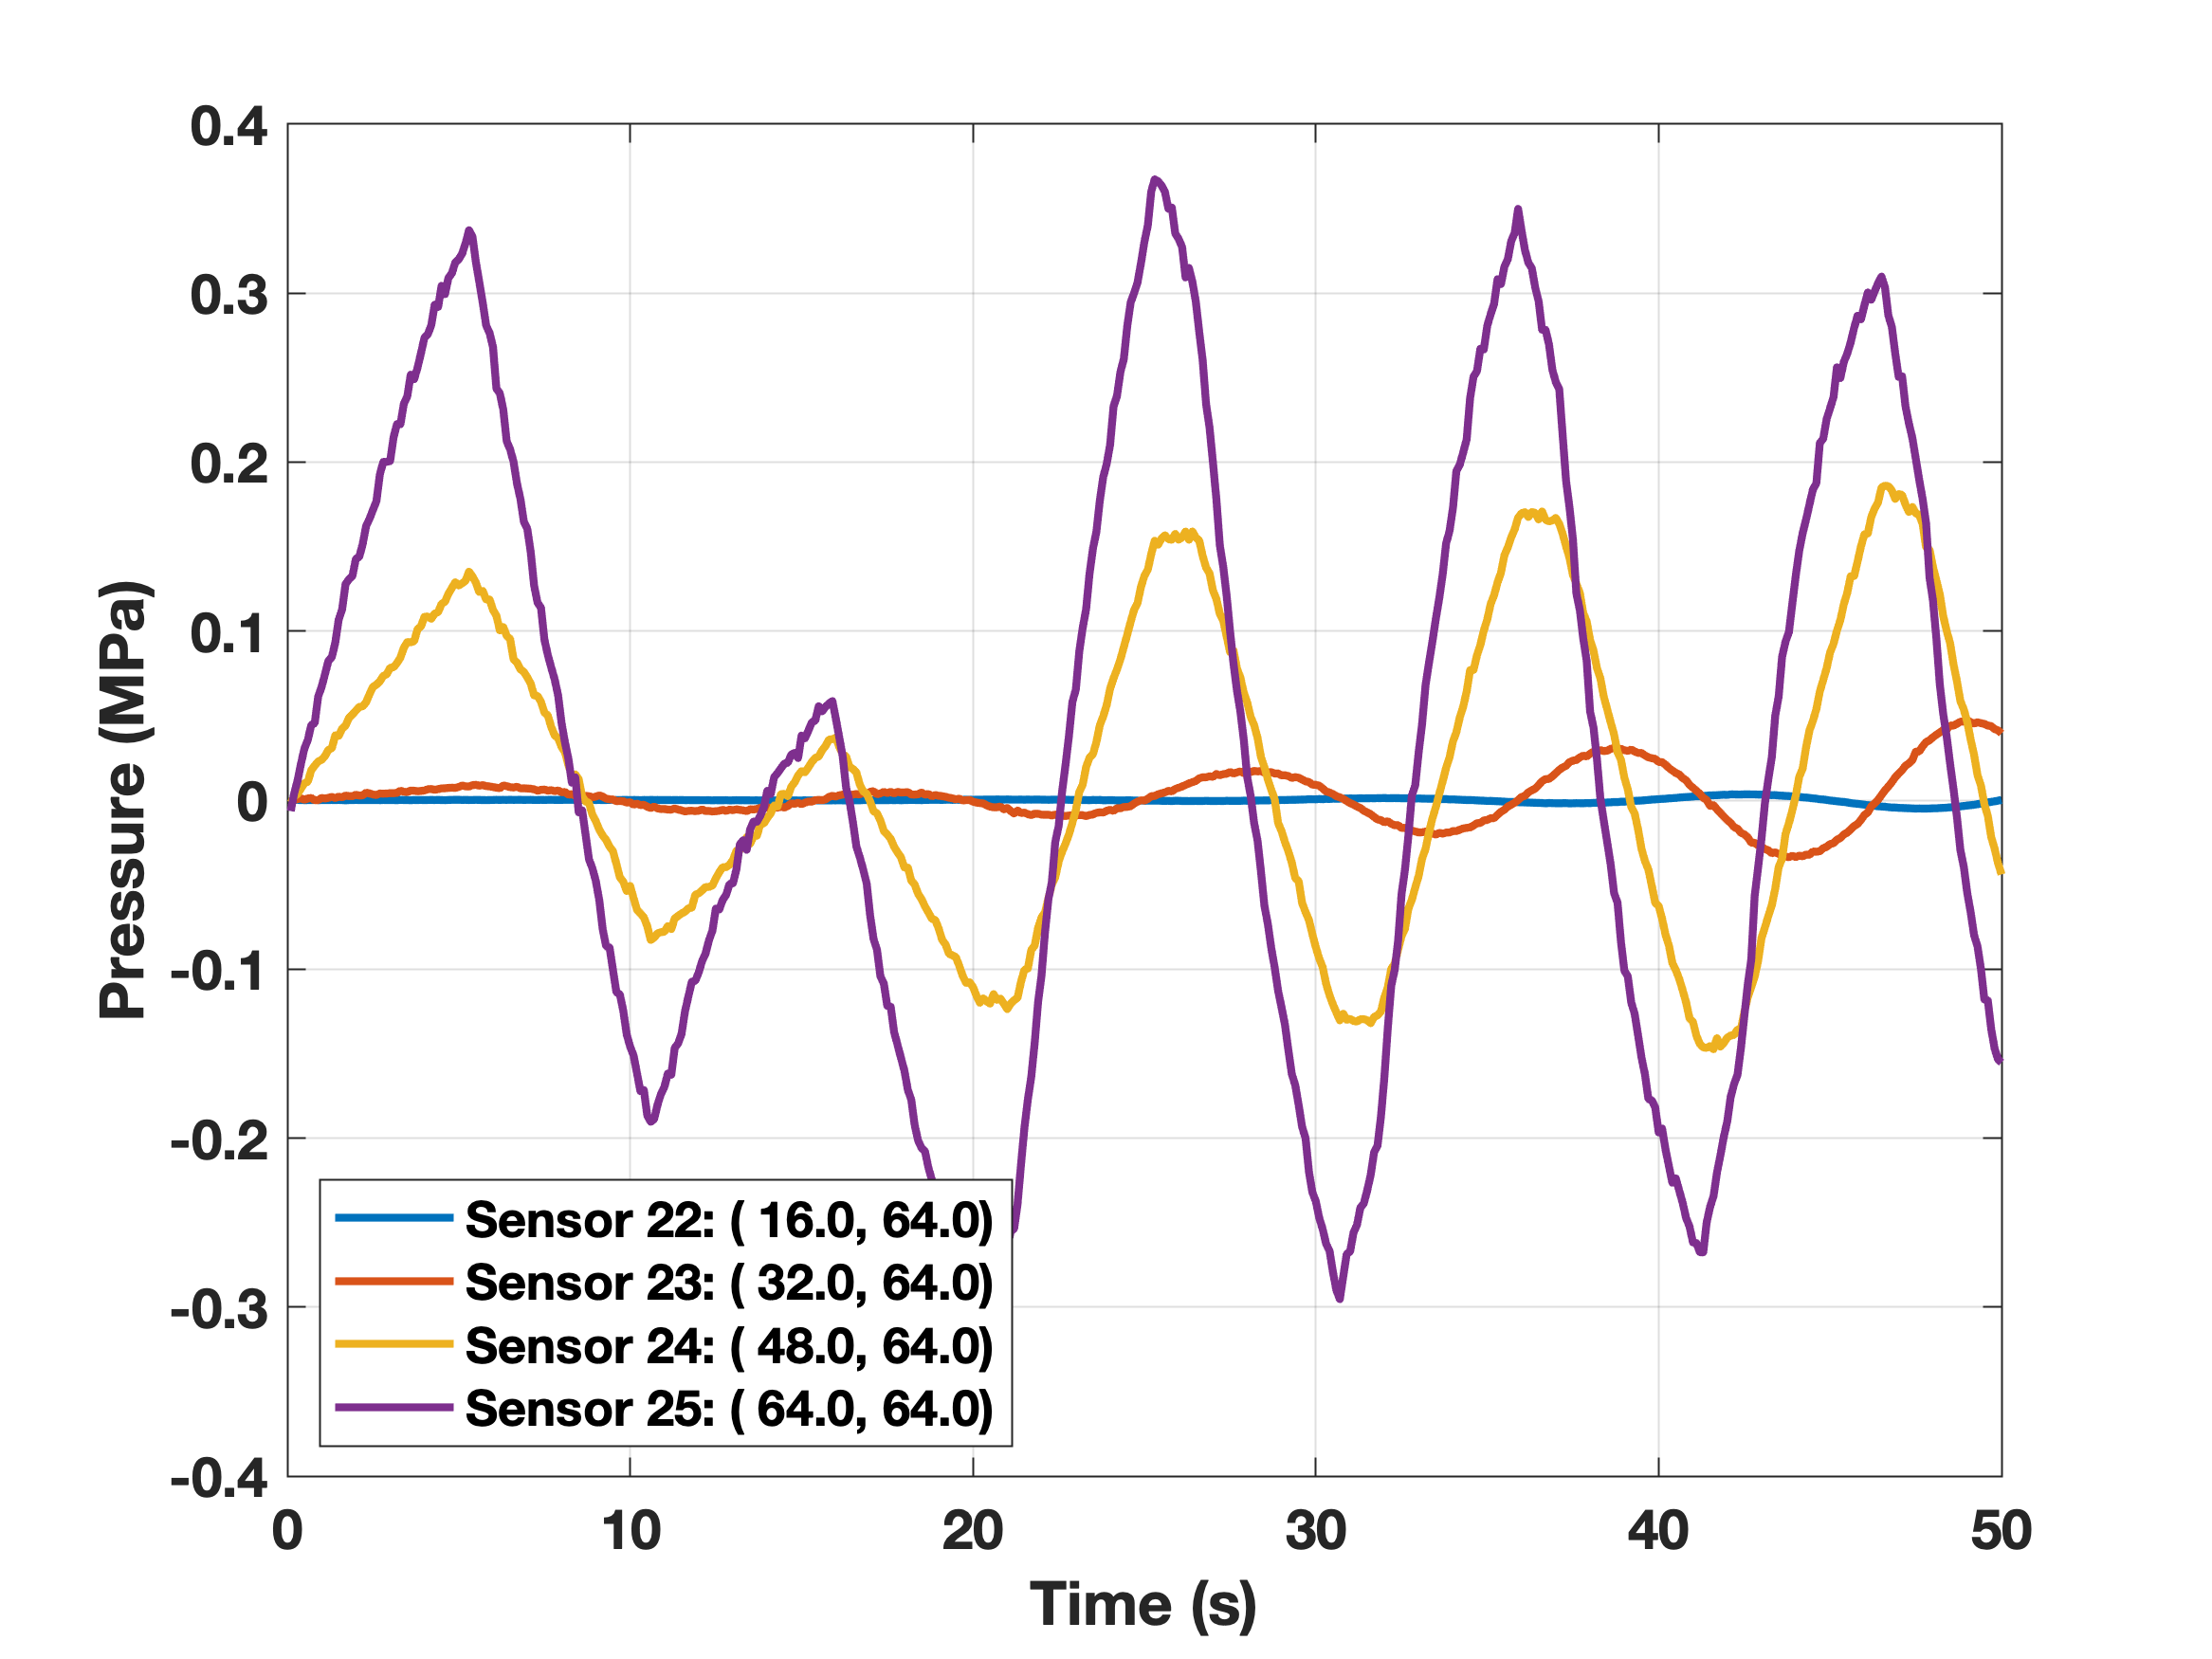 0.4
0.3
0.2
0.1
0
-0.1
-0.2
-0.3
-0.4
Pressure (MPa)
Sensor 22: ( 16.0, 64.0)
Sensor 23: ( 32.0, 64.0)
Sensor 24: ( 48.0, 64.0)
Sensor 25: ( 64.0, 64.0)
0 10 20 30 40 50
Time (s)